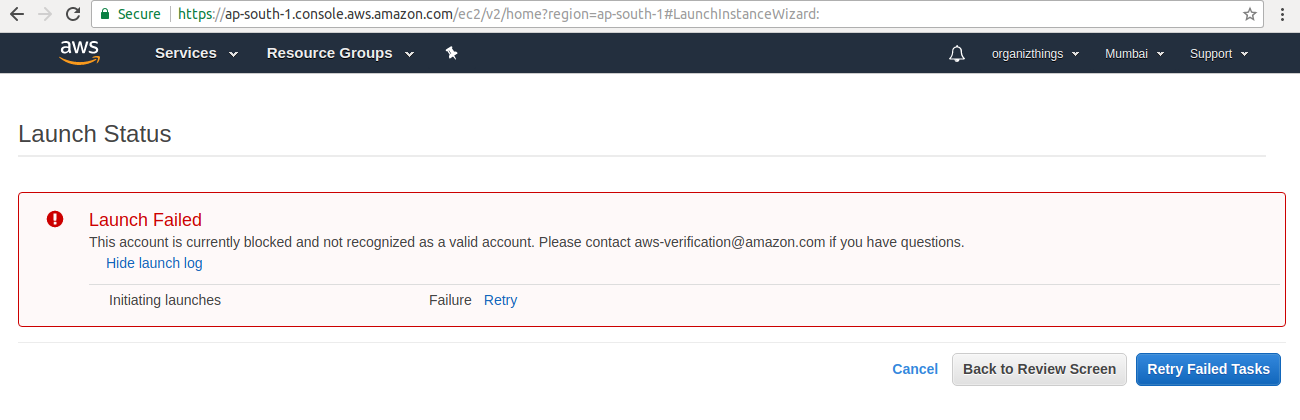 Secure https://ap-south-1.console.aws.amazon.com/ec2/v2/home?region=ap-south-1#LaunchInstanceWizard:
aws Services Resource Groups organizthings Mumbai Support
Launch Status
Launch Failed
This account is currently blocked and not recognized as a valid account. Please contact aws-verification@amazon.com if you have questions.
Hide launch log
Initiating launches Failure Retry
Cancel Back to Review Screen Retry Failed Tasks